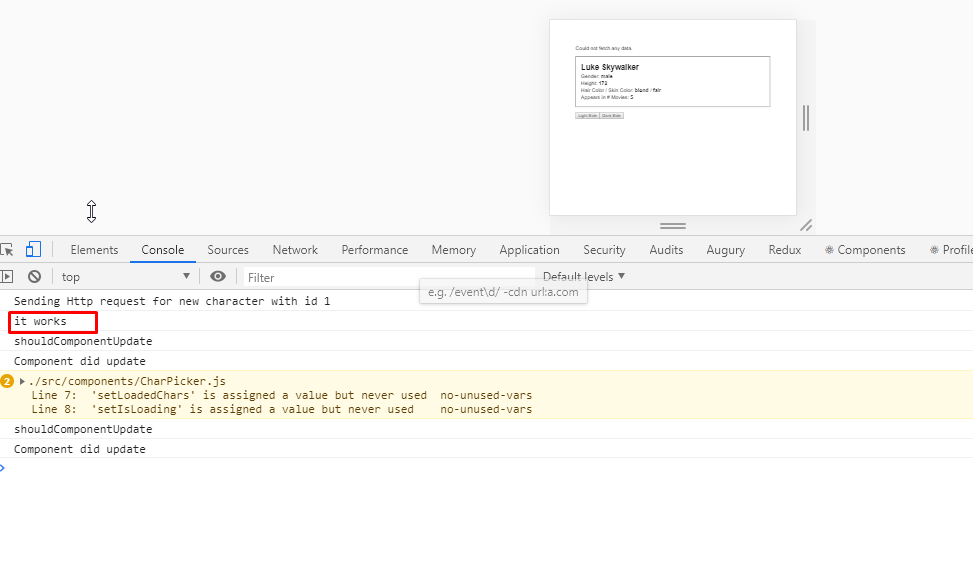 Could not fetch any data.
Luke Skywalker
Gender: male
Height: 172
Hair Color / Skin Color: blond / fair
Appears in # Movies: 5
Light Side Dark Side
Elements Console Sources Network Performance Memory Application Security Audits Augury Redux Components Profile
top Filter Default levels
e.g. /event\d/ -cdn url:a.com
Sending Http request for new character with id 1
it works
shouldComponentUpdate
Component did update
2 ./src/components/CharPicker.js
Line 7: 'setLoadedChars' is assigned a value but never used no-unused-vars
Line 8: 'setIsLoading' is assigned a value but never used no-unused-vars
shouldComponentUpdate
Component did update